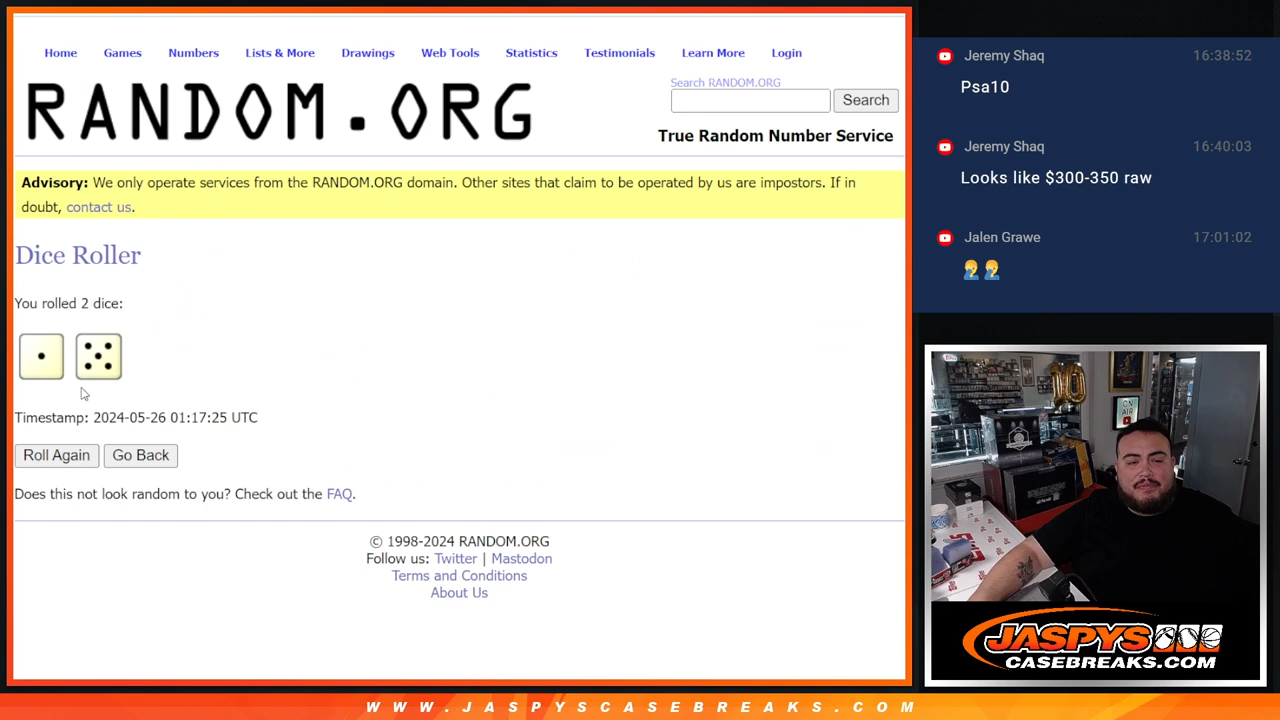 Home Games Numbers Lists & More Drawings Web Tools Statistics Testimonials Learn More Login
RANDOM.ORG
Search RANDOM.ORG
Search
True Random Number Service
Advisory: We only operate services from the RANDOM.ORG domain. Other sites that claim to be operated by us are impostors. If in
doubt, contact us.
Dice Roller
You rolled 2 dice:
Timestamp: 2024-05-26 01:17:25 UTC
Roll Again Go Back
Does this not look random to you? Check out the FAQ.
© 1998-2024 RANDOM.ORG
Follow us: Twitter | Mastodon
Terms and Conditions
About Us
Jeremy Shaq 16:38:52
Psa10
Jeremy Shaq 16:40:03
Looks like $300-350 raw
Jalen Grawe 17:01:02
🤦‍♂️🤦‍♂️
10
ON
AIR
JASPYS
CASEBREAKS.COM
WWW.JASPYSCASEBREAKS.COM